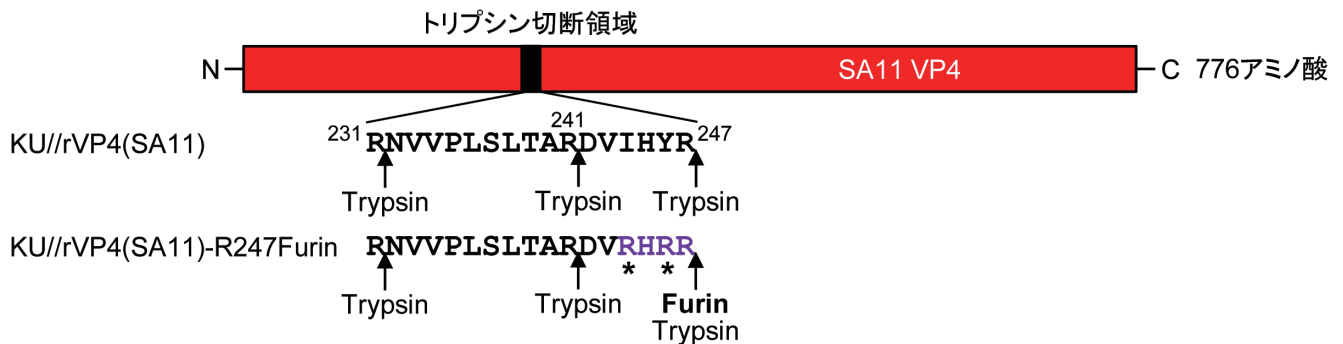 トリプシン切断領域
N SA11 VP4 C 776アミノ酸
231 241 247
KU//rVP4(SA11) RNVVPLSLTARDVIHYR
Trypsin Trypsin Trypsin
KU//rVP4(SA11)-R247Furin RNVVPLSLTARDVRHRR
* *
Trypsin Trypsin Furin
Trypsin